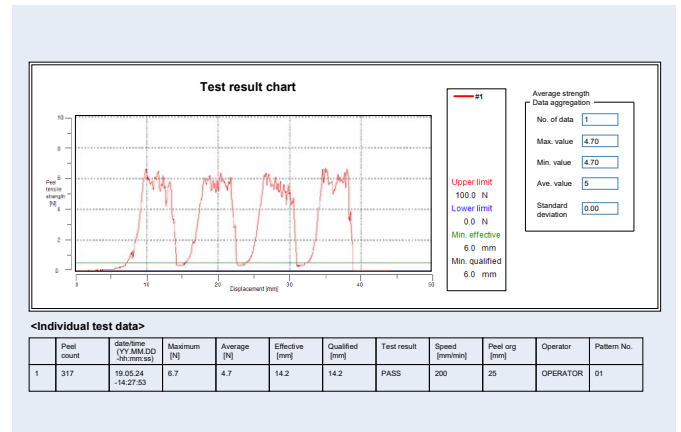 Test result chart
10
8
6
4
2
0
Peel
tensile
strength
[N]
0 10 20 30 40 50
Displacement [mm]
#1
Upper limit
100.0 N
Lower limit
0.0 N
Min. effective
6.0 mm
Min. qualified
6.0 mm
Average strength
Data aggregation
No. of data 1
Max. value 4.70
Min. value 4.70
Ave. value 5
Standard
deviation 0.00
<Individual test data>
Peel count date/time (YY.MM.DD -hh:mm:ss) Maximum [N] Average [N] Effective [mm] Qualified [mm] Test result Speed [mm/min] Peel org [mm] Operator Pattern No.
1 317 19.05.24 -14:27:53 6.7 4.7 14.2 14.2 PASS 200 25 OPERATOR 01